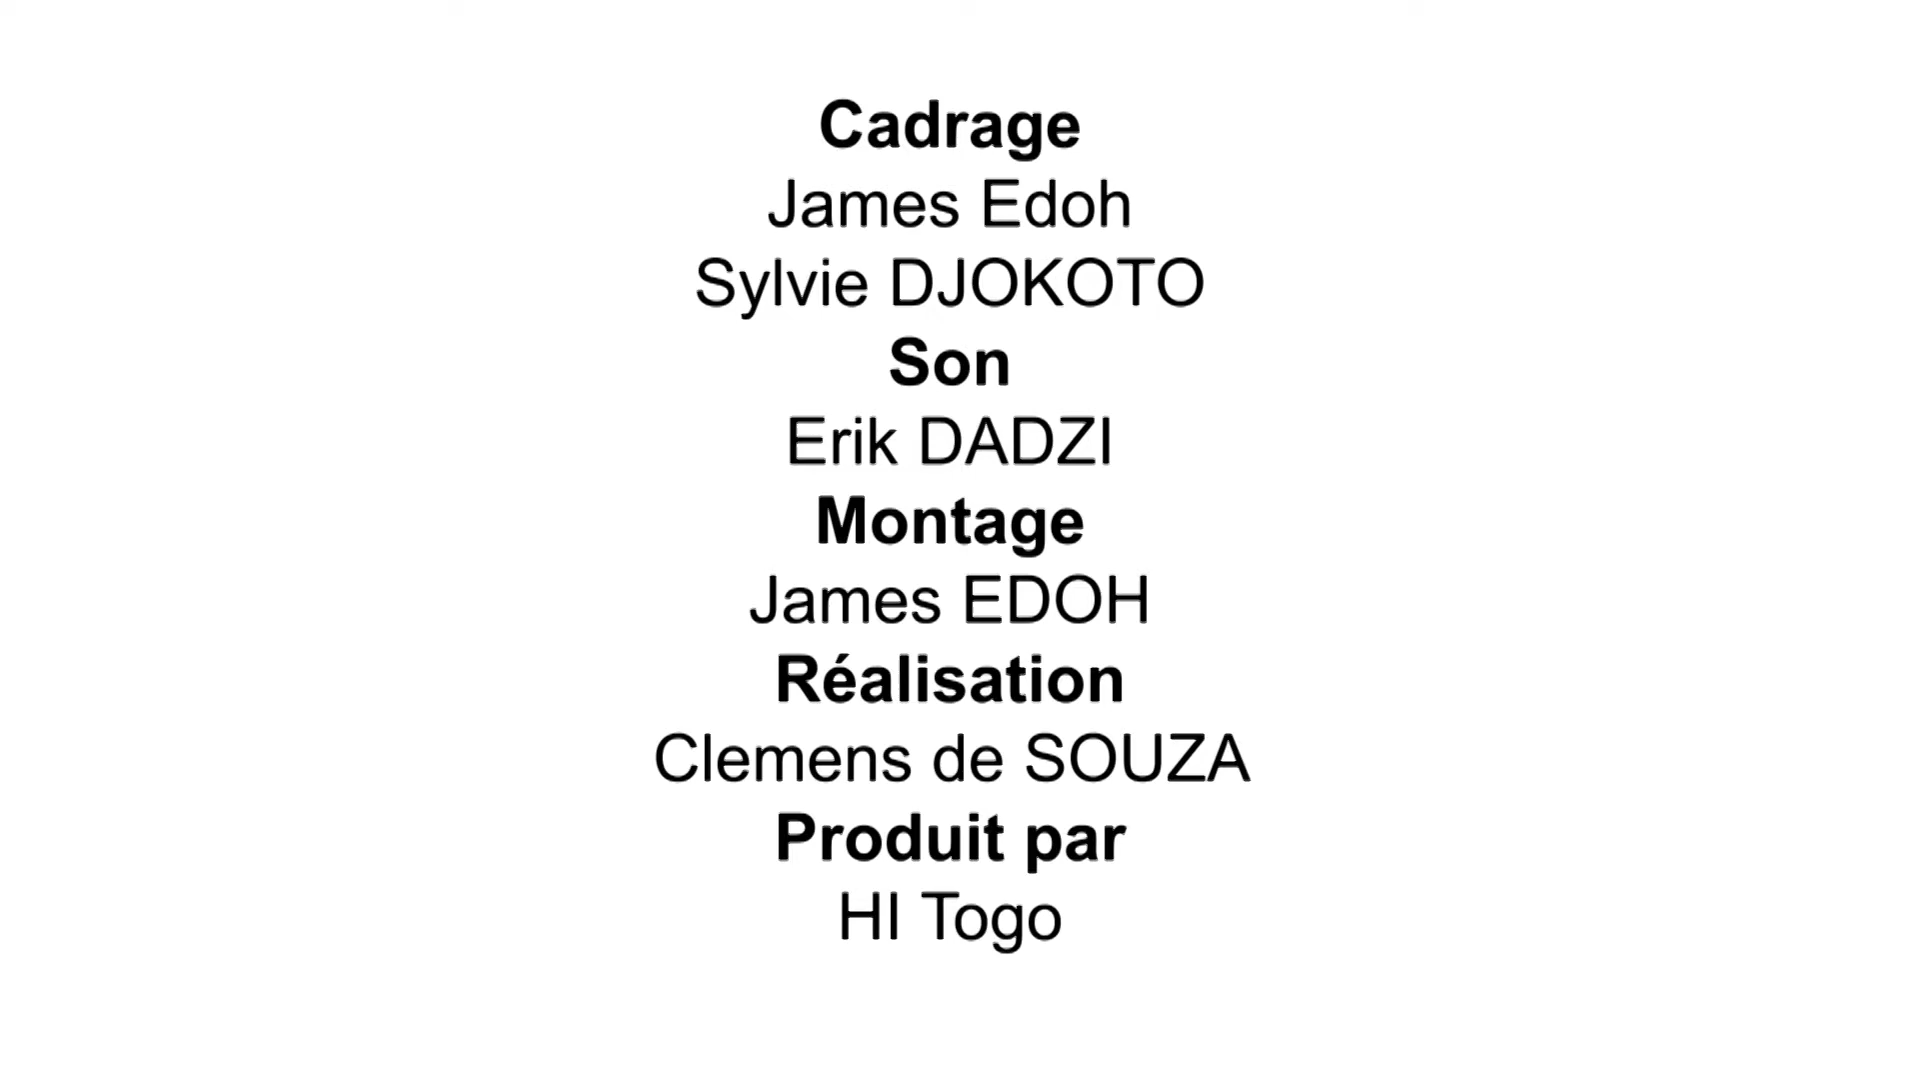 Cadrage
James Edoh
Sylvie DJOKOTO
Son
Erik DADZI
Montage
James EDOH
Réalisation
Clemens de SOUZA
Produit par
HI Togo